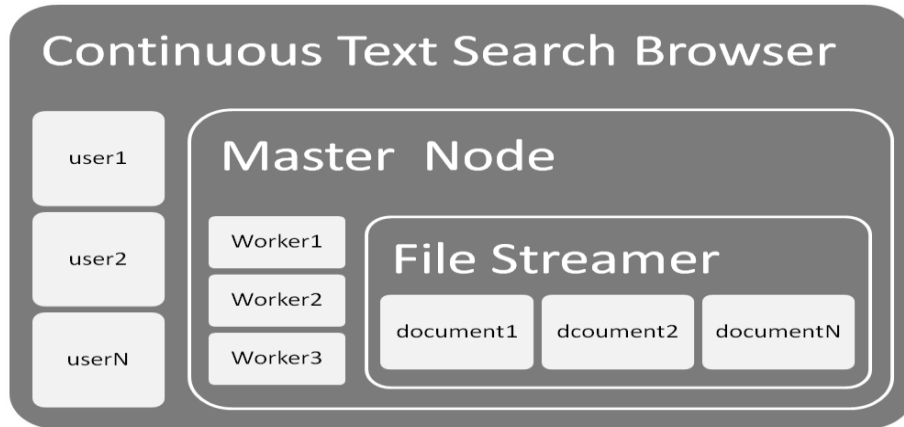 Continuous Text Search Browser
user1
user2
userN
Master Node
Worker1
Worker2
Worker3
File Streamer
document1
dcoument2
documentN